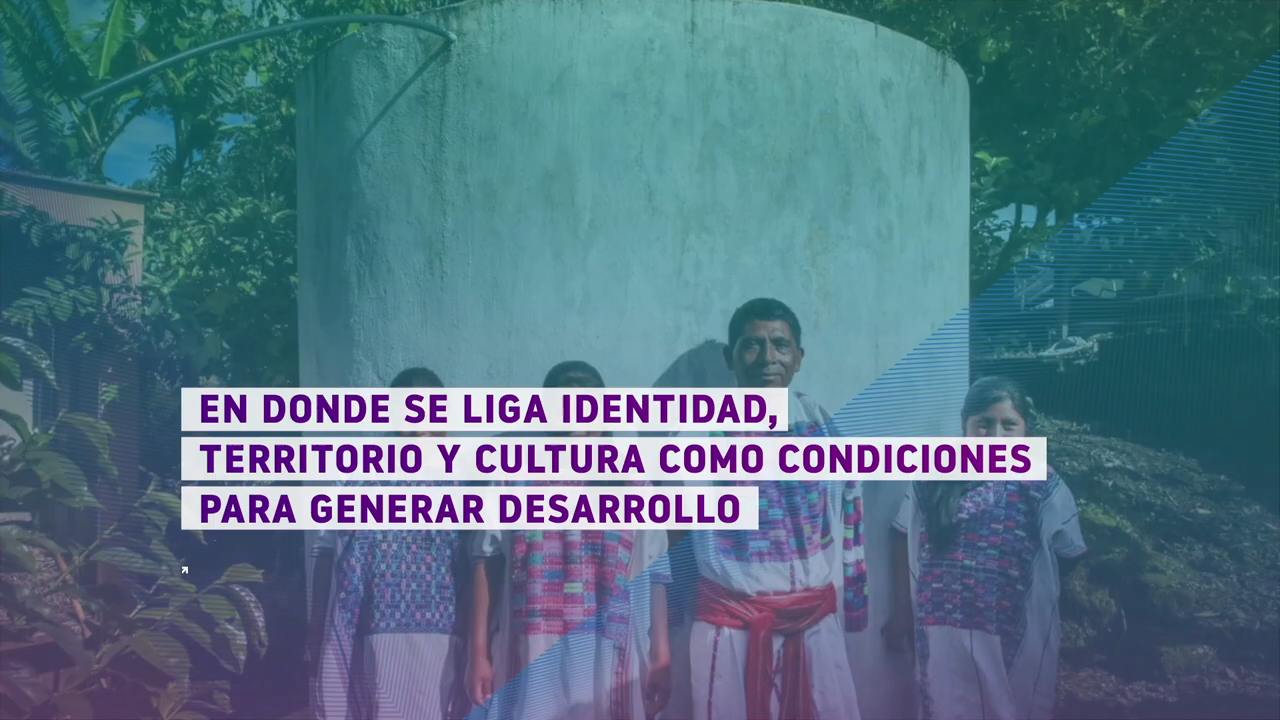 EN DONDE SE LIGA IDENTIDAD,
TERRITORIO Y CULTURA COMO CONDICIONES
PARA GENERAR DESARROLLO